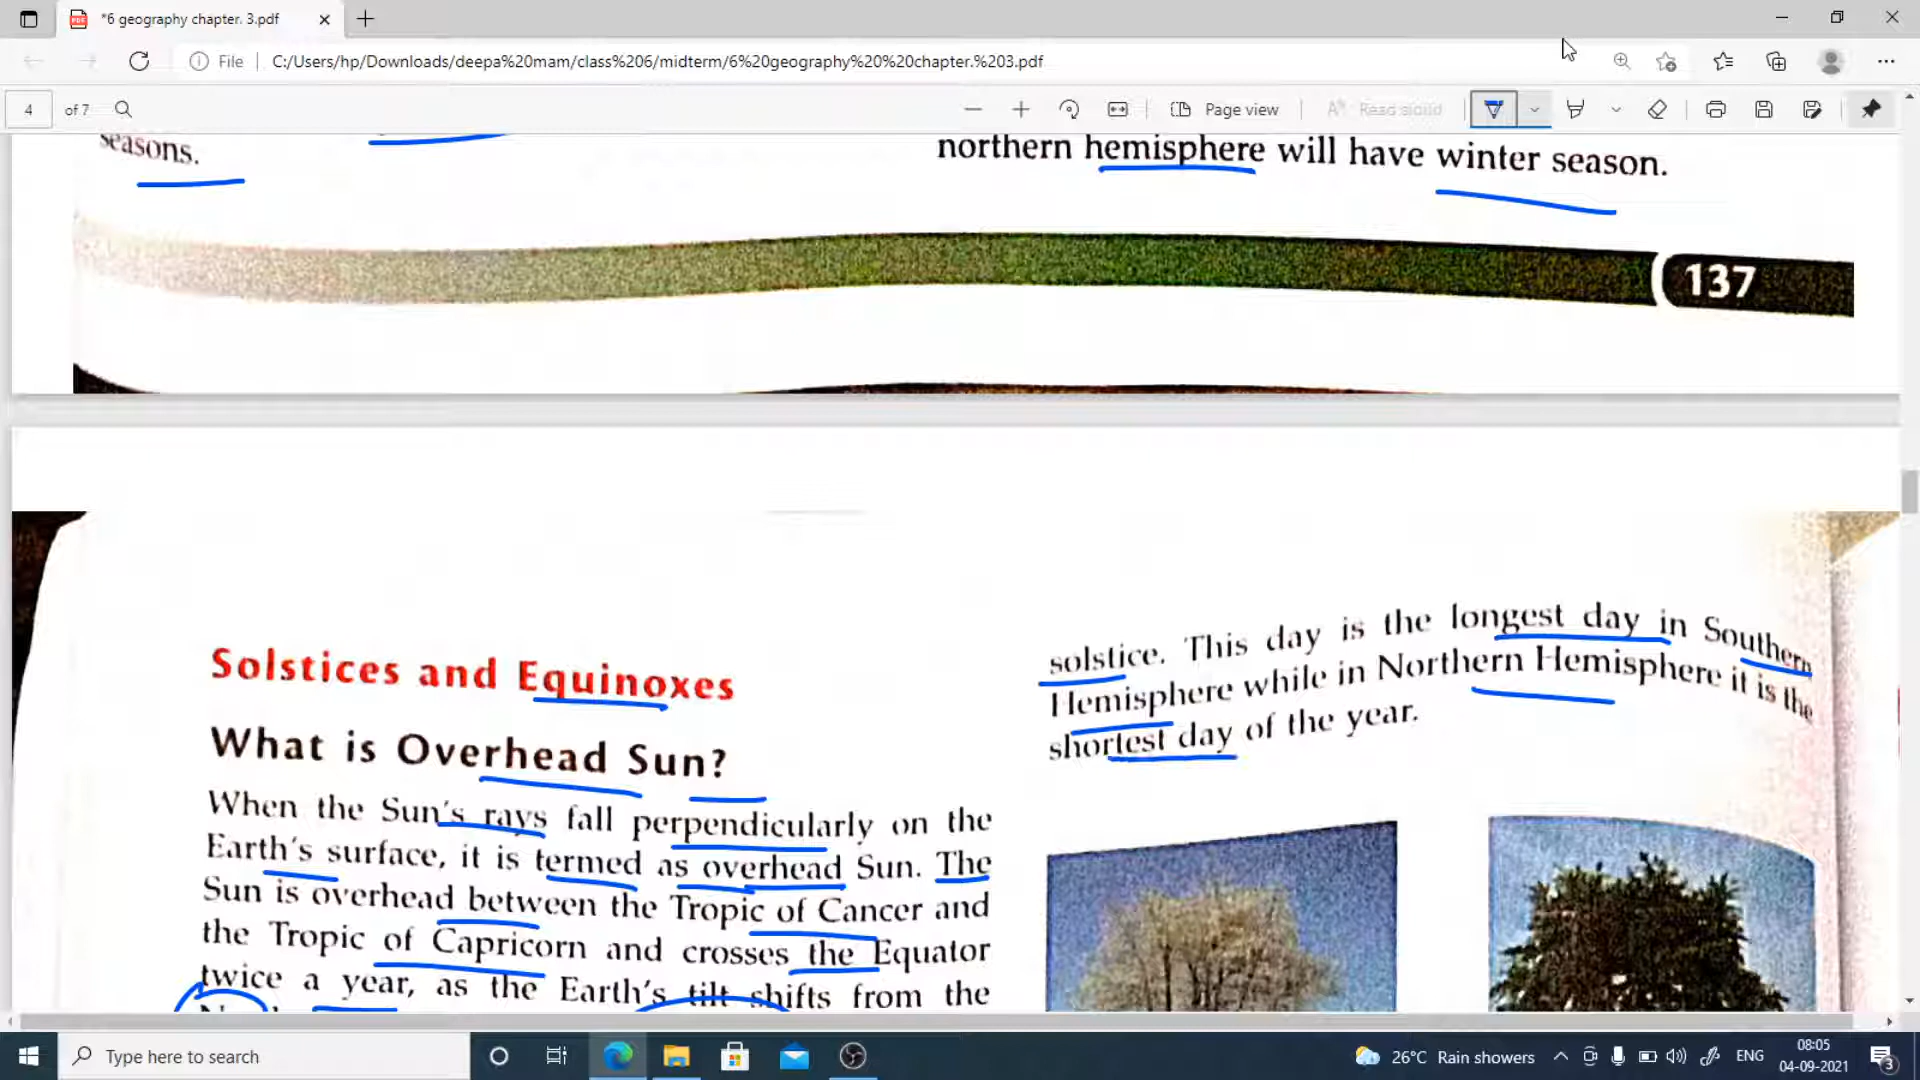 *6 geography chapter. 3.pdf
File
C:/Users/hp/Downloads/deepa%20mam/class%206/midterm/6%20geography%20%20chapter.%203.pdf
4
of 7
Page view
Read aloud
seasons.
northern hemisphere will have winter season.
137
Solstices and Equinoxes
What is Overhead Sun?
When the Sun's rays fall perpendicularly on the
Earth's surface, it is termed as overhead Sun. The
Sun is overhead between the Tropic of Cancer and
the Tropic of Capricorn and crosses the Equator
twice a year, as the Earth's tilt shifts from the
solstice. This day is the longest day in Southern
Hemisphere while in Northern Hemisphere it is the
shortest day of the year.
Type here to search
26°C Rain showers
ENG
08:05
04-09-2021
3